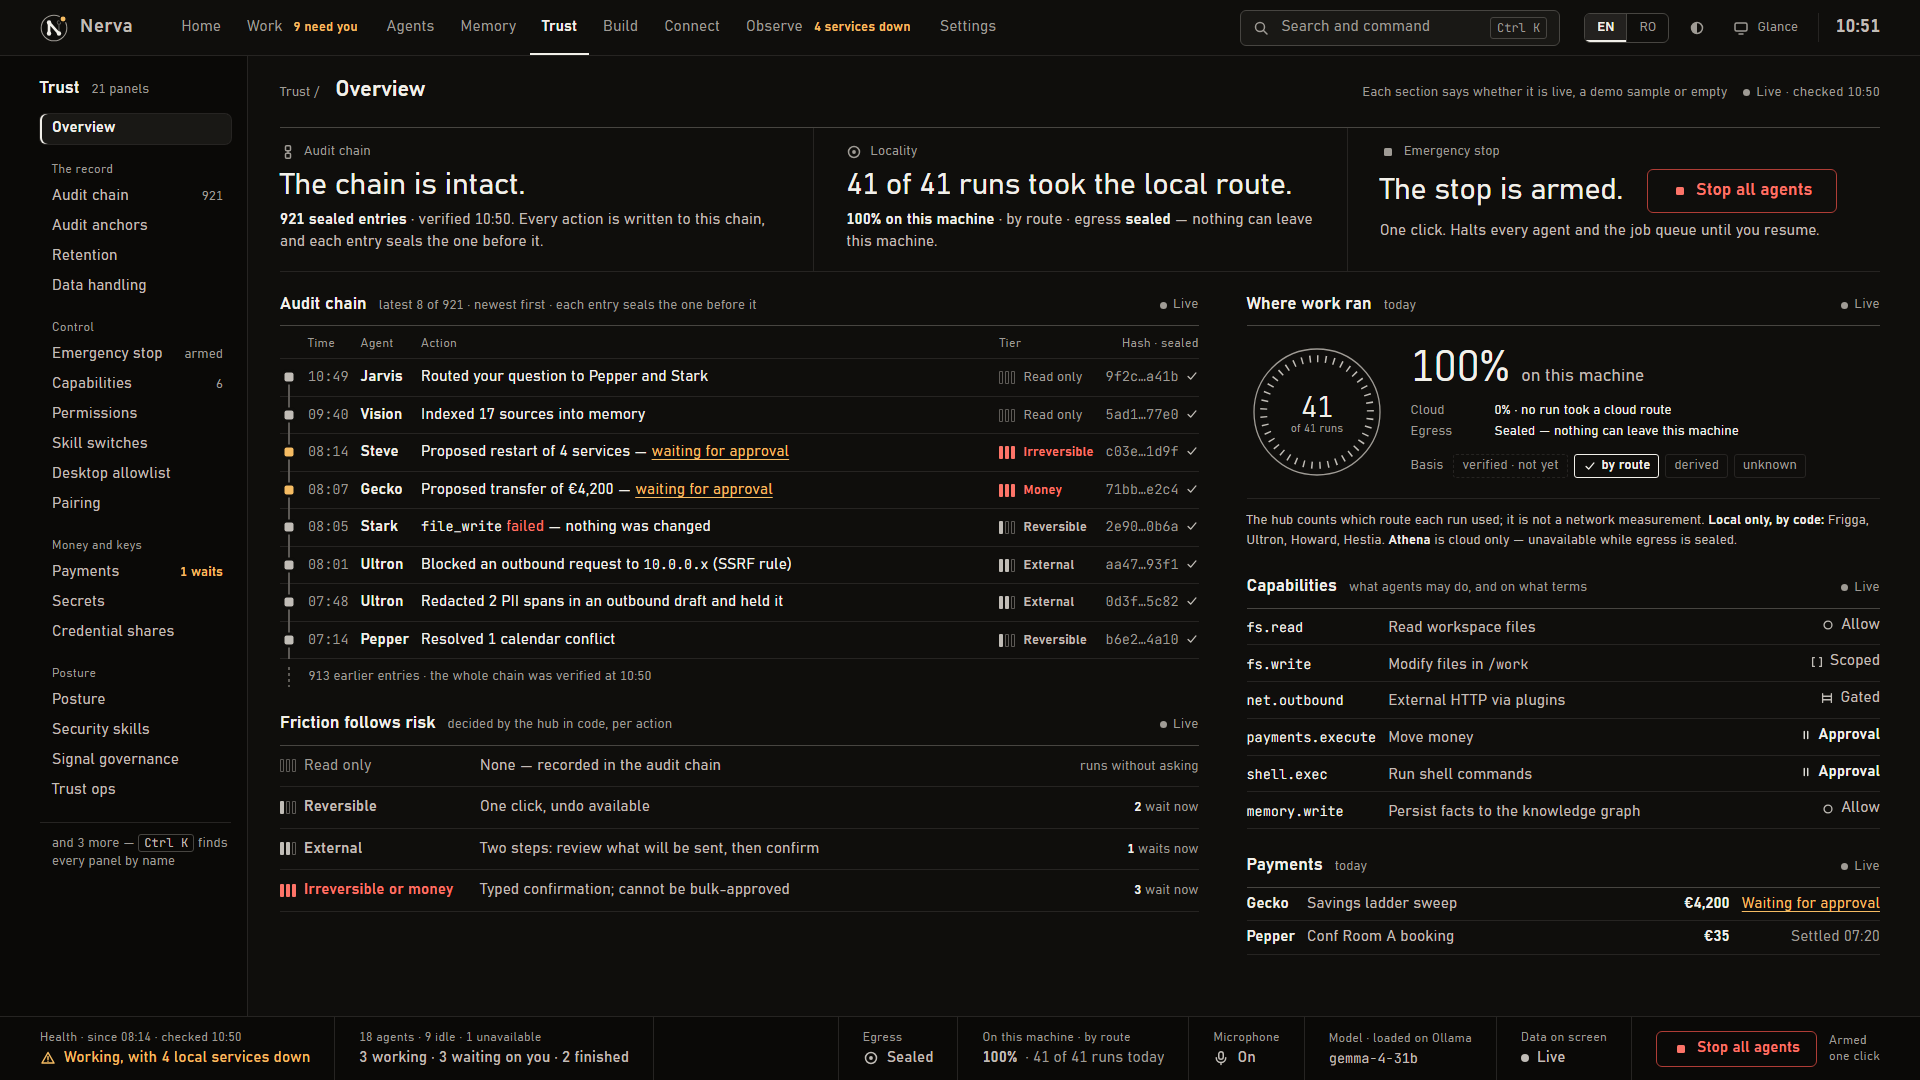 Nerva
Home Work 9 need you Agents Memory Trust Build Connect Observe 4 services down Settings
Search and command Ctrl K
EN RO Glance 10:51
Trust 21 panels
Overview
The record
Audit chain 921
Audit anchors
Retention
Data handling
Control
Emergency stop armed
Capabilities 6
Permissions
Skill switches
Desktop allowlist
Pairing
Money and keys
Payments 1 waits
Secrets
Credential shares
Posture
Posture
Security skills
Signal governance
Trust ops
and 3 more — Ctrl K finds
every panel by name
Trust / Overview
Each section says whether it is live, a demo sample or empty Live · checked 10:50
Audit chain
The chain is intact.
921 sealed entries · verified 10:50. Every action is written to this chain,
and each entry seals the one before it.
Locality
41 of 41 runs took the local route.
100% on this machine · by route · egress sealed — nothing can leave
this machine.
Emergency stop
The stop is armed. Stop all agents
One click. Halts every agent and the job queue until you resume.
Audit chain latest 8 of 921 · newest first · each entry seals the one before it Live
Time Agent Action Tier Hash · sealed
10:49 Jarvis Routed your question to Pepper and Stark Read only 9f2c…a41b
09:40 Vision Indexed 17 sources into memory Read only 5ad1…77e0
08:14 Steve Proposed restart of 4 services — waiting for approval Irreversible c03e…1d9f
08:07 Gecko Proposed transfer of €4,200 — waiting for approval Money 71bb…e2c4
08:05 Stark file_write failed — nothing was changed Reversible 2e90…0b6a
08:01 Ultron Blocked an outbound request to 10.0.0.x (SSRF rule) External aa47…93f1
07:48 Ultron Redacted 2 PII spans in an outbound draft and held it External 0d3f…5c82
07:14 Pepper Resolved 1 calendar conflict Reversible b6e2…4a10
913 earlier entries · the whole chain was verified at 10:50
Friction follows risk decided by the hub in code, per action Live
Read only None — recorded in the audit chain runs without asking
Reversible One click, undo available 2 wait now
External Two steps: review what will be sent, then confirm 1 waits now
Irreversible or money Typed confirmation; cannot be bulk-approved 3 wait now
Where work ran today Live
41
of 41 runs
100% on this machine
Cloud 0% · no run took a cloud route
Egress Sealed — nothing can leave this machine
Basis verified · not yet by route derived unknown
The hub counts which route each run used; it is not a network measurement. Local only, by code: Frigga,
Ultron, Howard, Hestia. Athena is cloud only — unavailable while egress is sealed.
Capabilities what agents may do, and on what terms Live
fs.read Read workspace files Allow
fs.write Modify files in /work Scoped
net.outbound External HTTP via plugins Gated
payments.execute Move money Approval
shell.exec Run shell commands Approval
memory.write Persist facts to the knowledge graph Allow
Payments today Live
Gecko Savings ladder sweep €4,200 Waiting for approval
Pepper Conf Room A booking €35 Settled 07:20
Health · since 08:14 · checked 10:50
Working, with 4 local services down
18 agents · 9 idle · 1 unavailable
3 working · 3 waiting on you · 2 finished
Egress
Sealed
On this machine · by route
100% · 41 of 41 runs today
Microphone
On
Model · loaded on Ollama
gemma-4-31b
Data on screen
Live
Stop all agents
Armed
one click